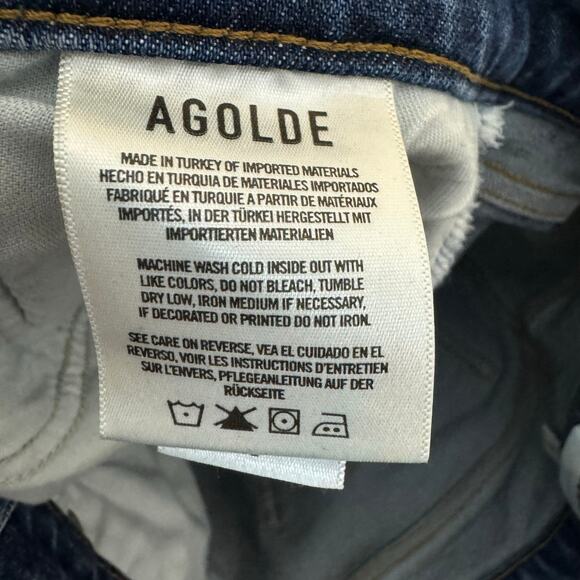 AGOLDE
MADE IN TURKEY OF IMPORTED MATERIALS
HECHO EN TURQUIA DE MATERIALES IMPORTADOS
FABRIQUÉ EN TURQUIE A PARTIR DE MATÉRIAUX
IMPORTÉS, IN DER TÜRKEI HERGESTELLT MIT
IMPORTIERTEN MATERIALIEN
MACHINE WASH COLD INSIDE OUT WITH
LIKE COLORS, DO NOT BLEACH, TUMBLE
DRY LOW, IRON MEDIUM IF NECESSARY,
IF DECORATED OR PRINTED DO NOT IRON.
SEE CARE ON REVERSE, VEA EL CUIDADO EN EL
REVERSO, VOIR LES INSTRUCTIONS D'ENTRETIEN
SUR L'ENVERS, PFLEGEANLEITUNG AUF DER
RÜCKSEITE